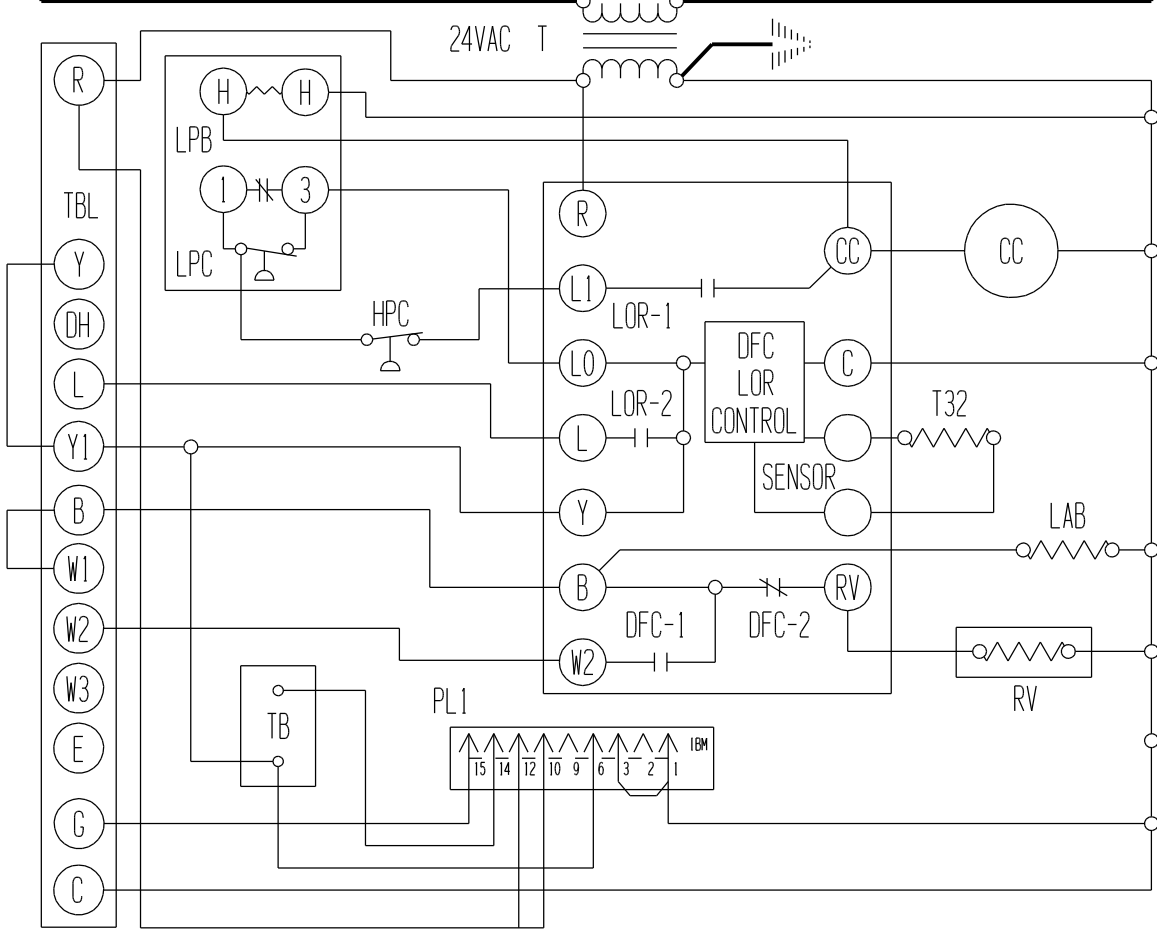 24VAC T
R
H H
LPB
1 3
TBL
R
LPC
CC CC
Y
L1
LOR-1
HPC
DH
DFC
LOR
CONTROL
LO
C
L
LOR-2
T32
L
Y1
SENSOR
B
Y
LAB
W1
B
RV
DFC-1 DFC-2
W2
W2
W3
PL1
RV
TB
E
IBM
15 14 12 10 9 6 3 2 1
G
C